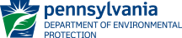 pennsylvania
DEPARTMENT OF ENVIRONMENTAL
PROTECTION